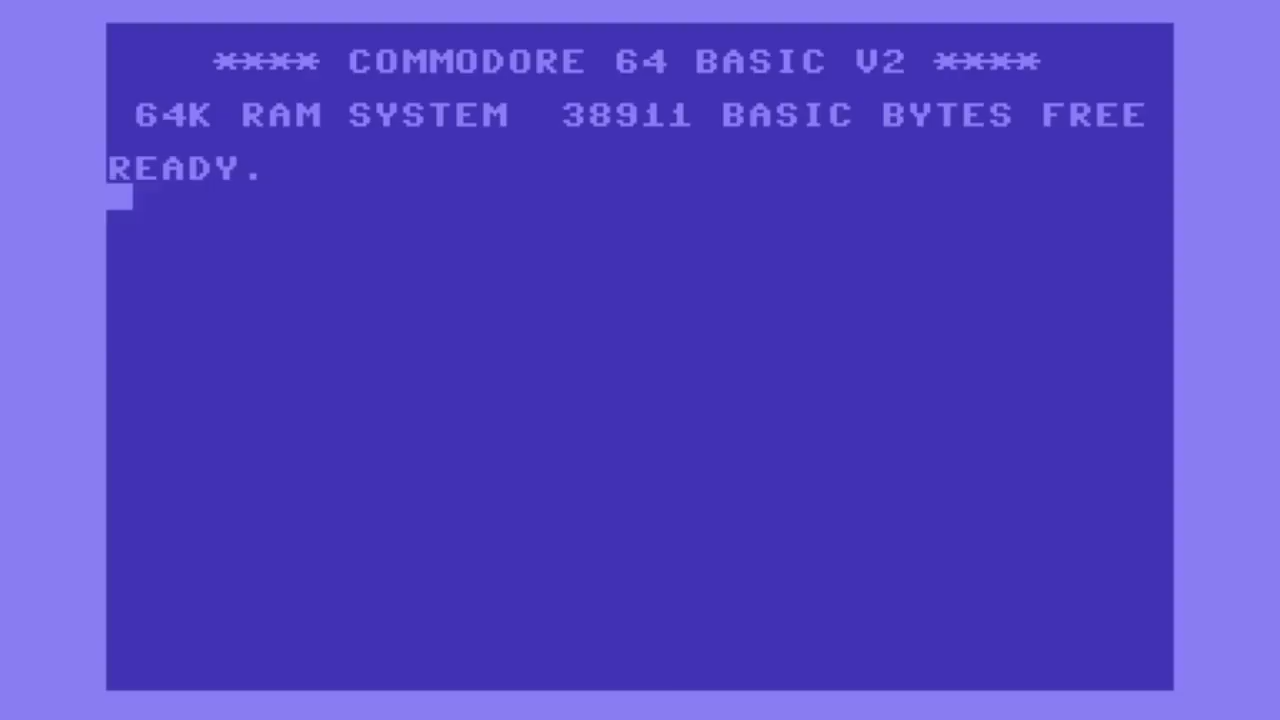 **** COMMODORE 64 BASIC V2 ****
64K RAM SYSTEM  38911 BASIC BYTES FREE
READY.